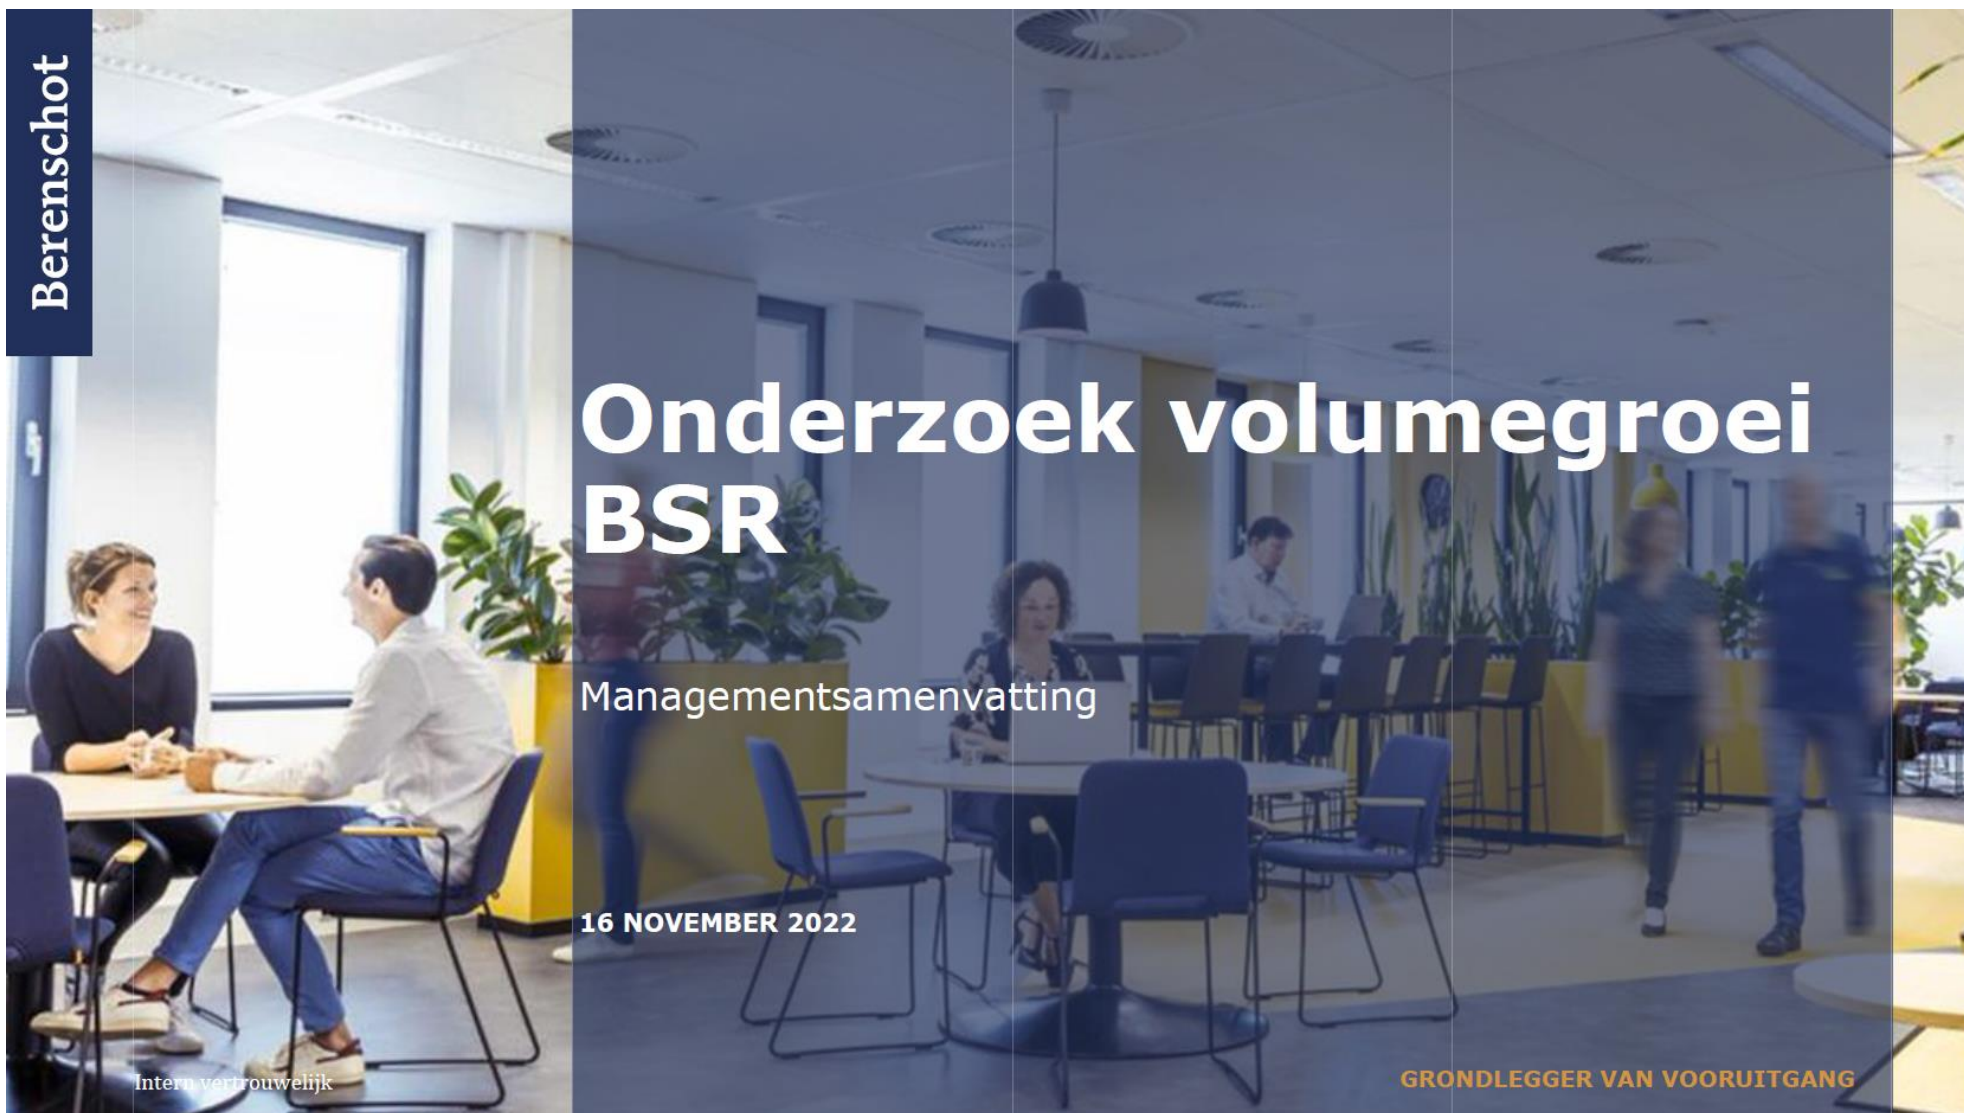 Berenschot
Onderzoek volumegroei
BSR
Managementsamenvatting
16 NOVEMBER 2022
Intern vertrouwelijk
GRONDLEGGER VAN VOORUITGANG